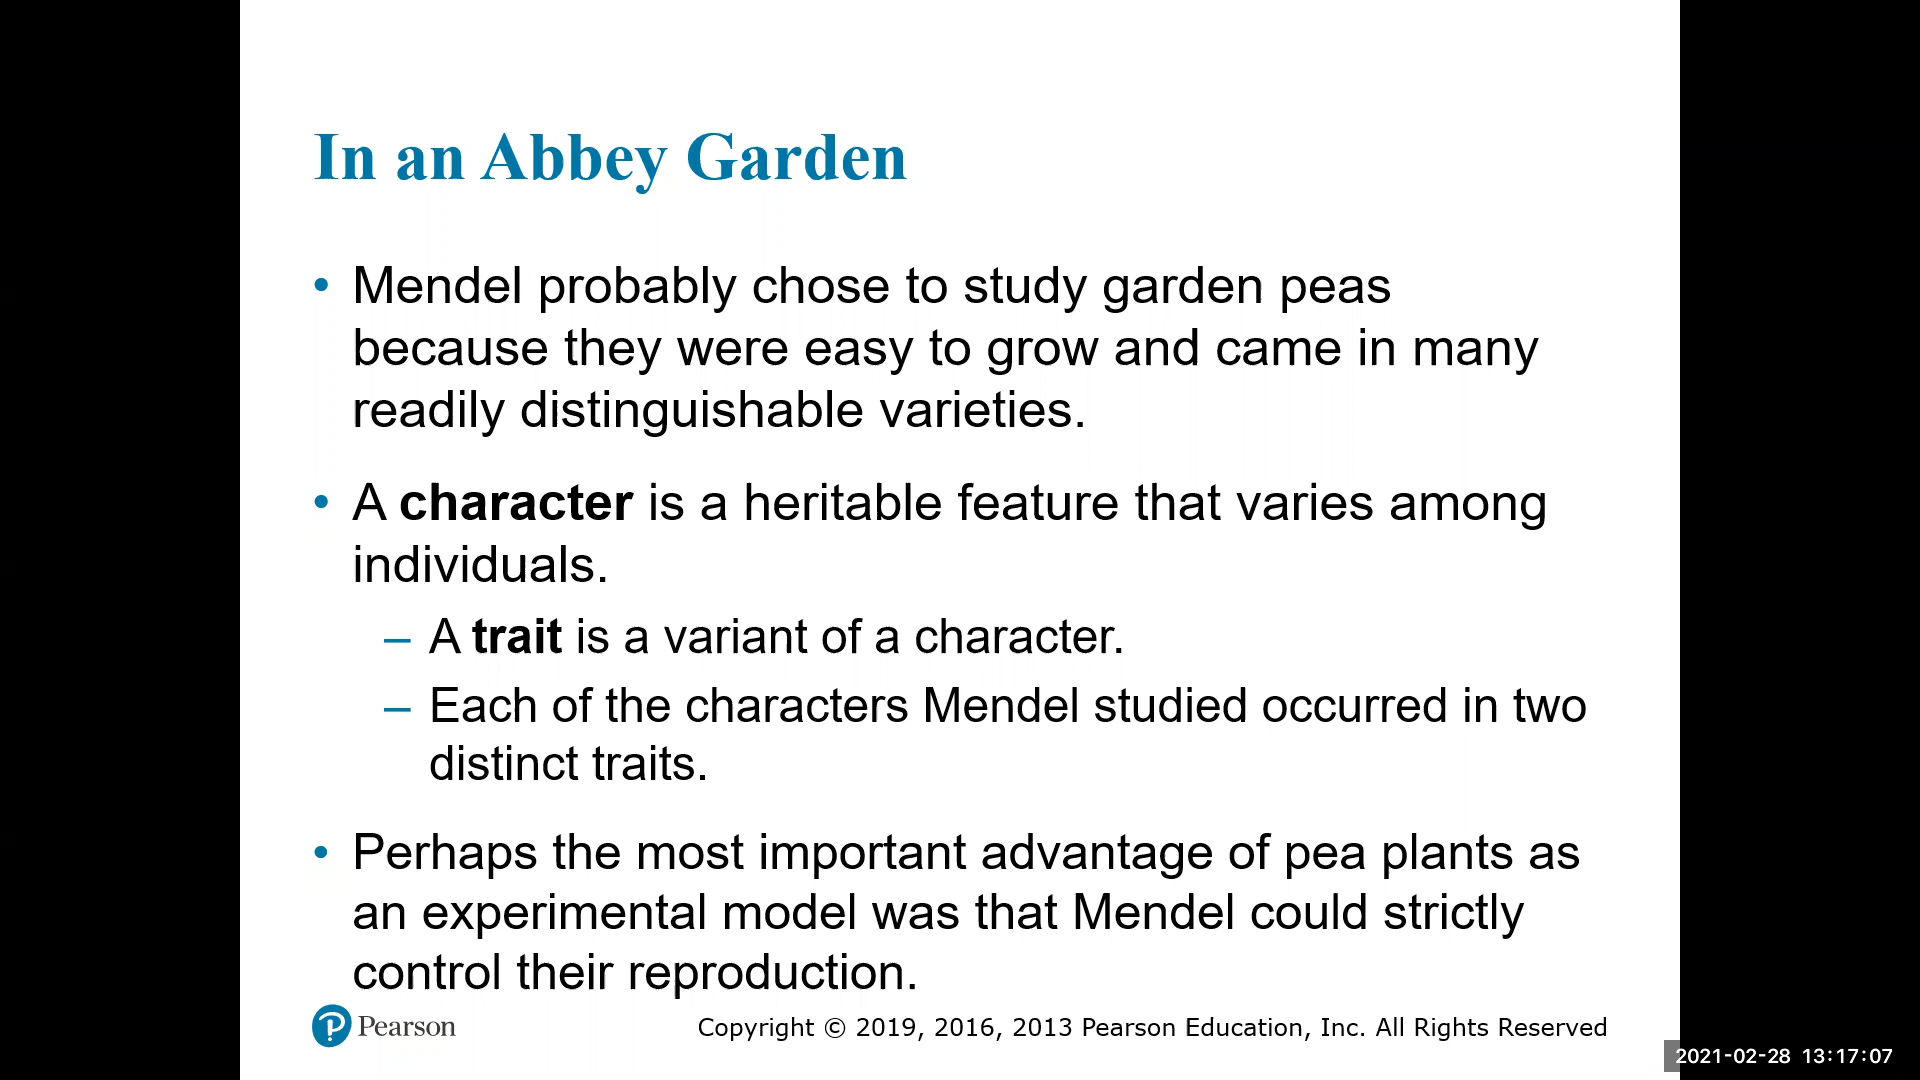 In an Abbey Garden
• Mendel probably chose to study garden peas
because they were easy to grow and came in many
readily distinguishable varieties.
• A character is a heritable feature that varies among
individuals.
– A trait is a variant of a character.
– Each of the characters Mendel studied occurred in two
distinct traits.
• Perhaps the most important advantage of pea plants as
an experimental model was that Mendel could strictly
control their reproduction.
Pearson
Copyright © 2019, 2016, 2013 Pearson Education, Inc. All Rights Reserved
2021-02-28 13:17:07